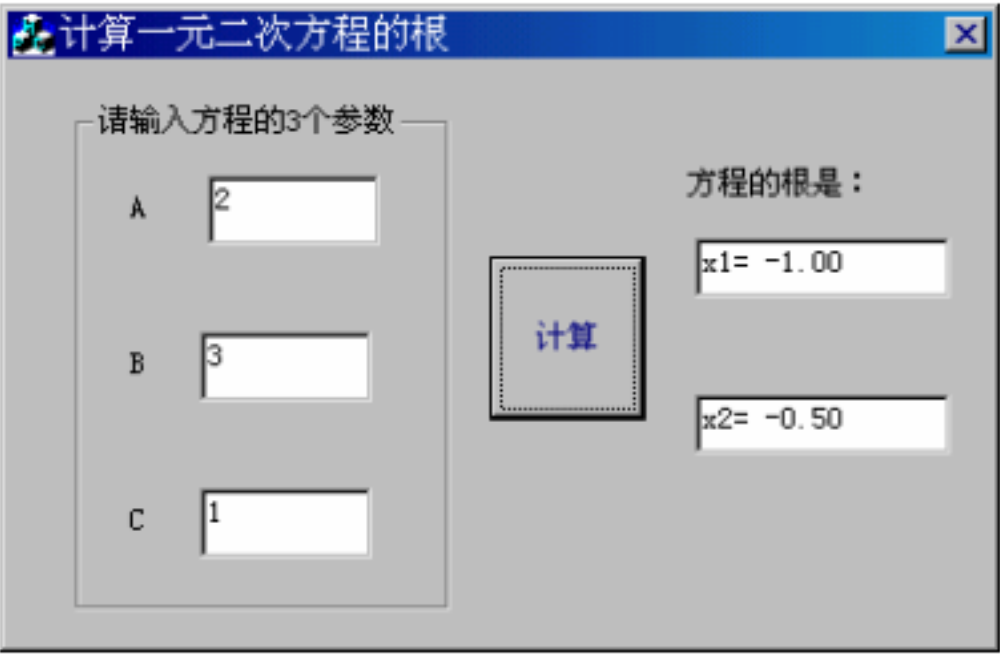 计算一元二次方程的根
请输入方程的3个参数
A 2
B 3
C 1
计算
方程的根是：
x1= -1.00
x2= -0.50